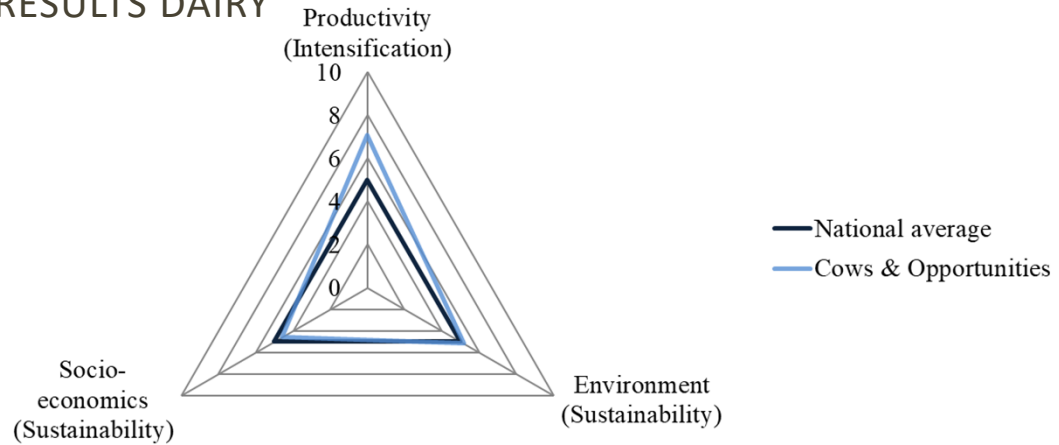 RESULTS DAIRY
Productivity
(Intensification)
10
8
6
4
2
0
National average
Cows & Opportunities
Socio-
economics
(Sustainability)
Environment
(Sustainability)